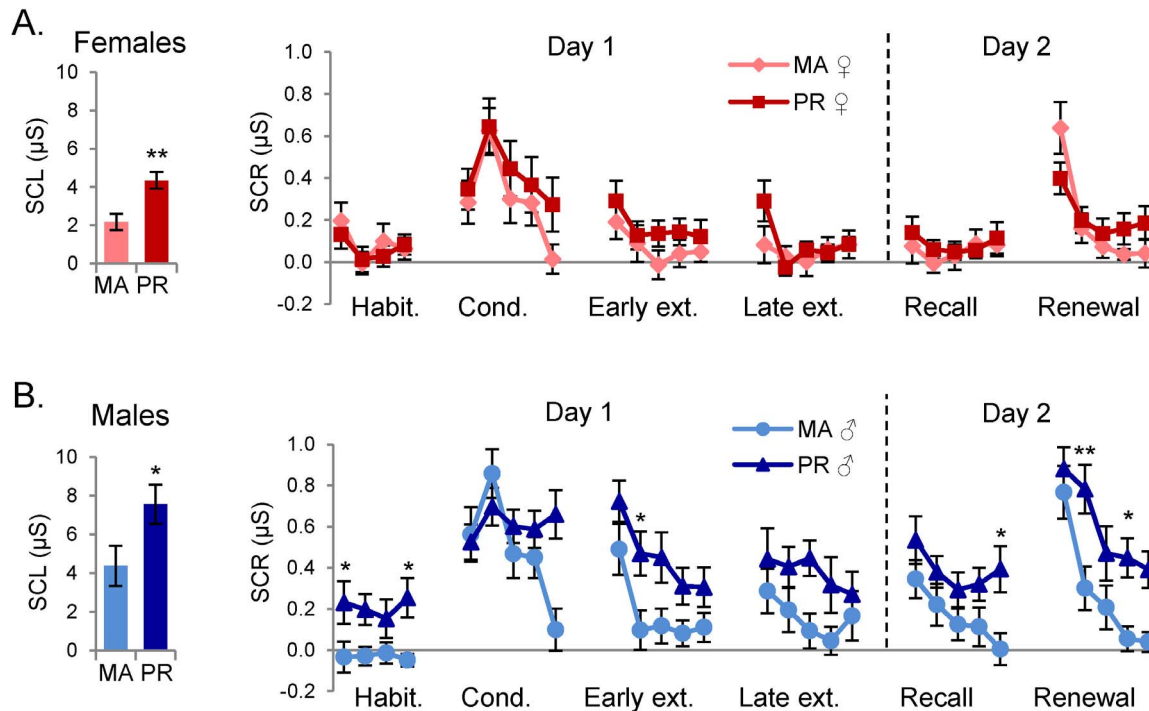 A.
Females
10
8
6
4
2
0
SCL (µS)
**
MA PR
Day 1
Day 2
MA ♀
PR ♀
1.0
0.8
0.6
0.4
0.2
0.0
-0.2
SCR (µS)
Habit. Cond. Early ext. Late ext. Recall Renewal
B.
Males
10
8
6
4
2
0
SCL (µS)
*
MA PR
Day 1
Day 2
MA ♂
PR ♂
1.0
0.8
0.6
0.4
0.2
0.0
-0.2
SCR (µS)
* * * * ** *
Habit. Cond. Early ext. Late ext. Recall Renewal